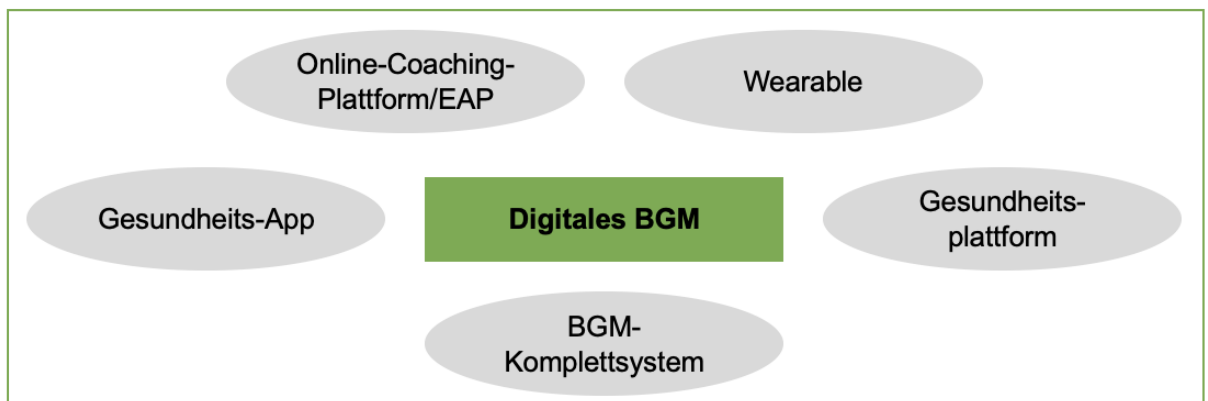 Online-Coaching-
Plattform/EAP
Wearable
Gesundheits-App
Digitales BGM
Gesundheits-
plattform
BGM-
Komplettsystem